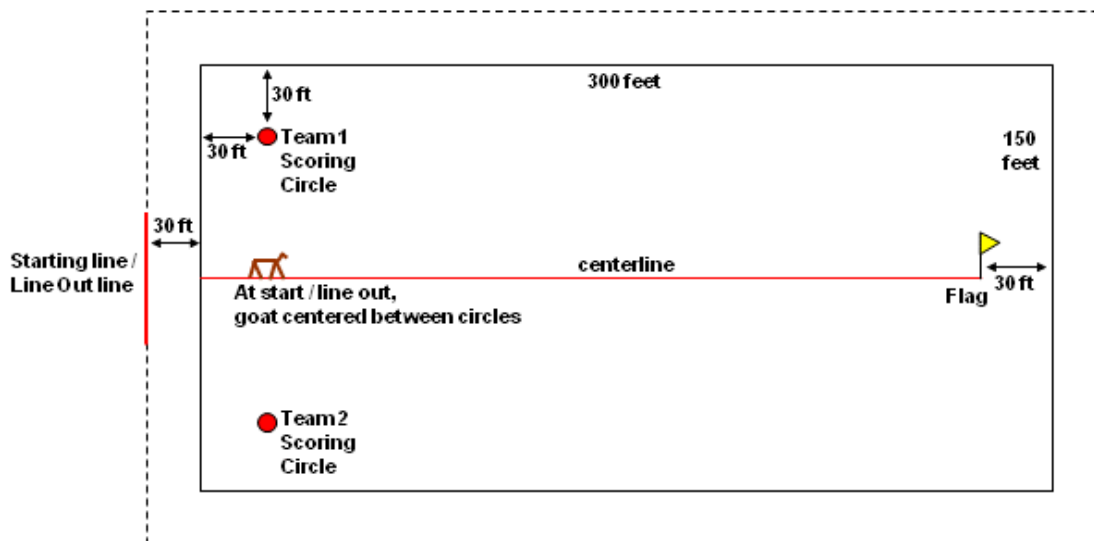 300 feet
30 ft
Team 1
Scoring
Circle
30 ft
150
feet
30 ft
Starting line /
Line Out line
centerline
At start / line out,
goat centered between circles
Flag
30 ft
Team 2
Scoring
Circle